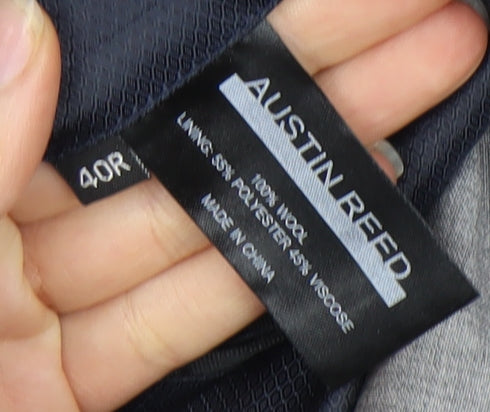 AUSTIN REED
100% WOOL
LINING: 55% POLYESTER 45% VISCOSE
MADE IN CHINA
40R